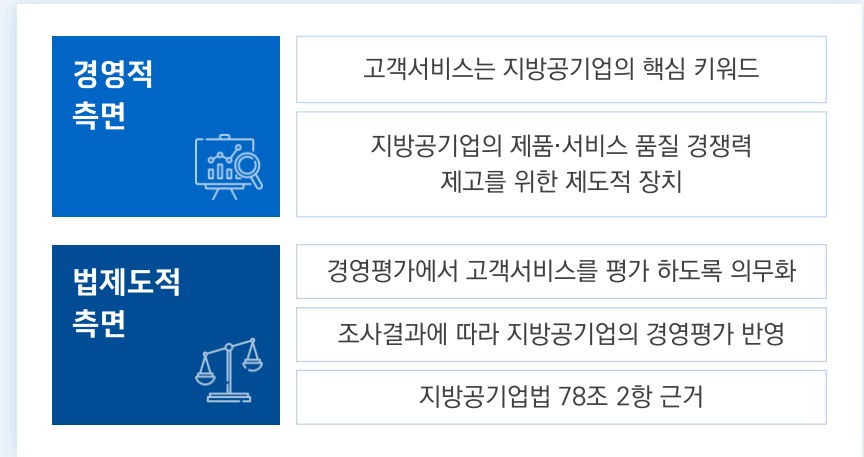 경영적
측면
고객서비스는 지방공기업의 핵심 키워드
지방공기업의 제품·서비스 품질 경쟁력
제고를 위한 제도적 장치
법제도적
측면
경영평가에서 고객서비스를 평가 하도록 의무화
조사결과에 따라 지방공기업의 경영평가 반영
지방공기업법 78조 2항 근거